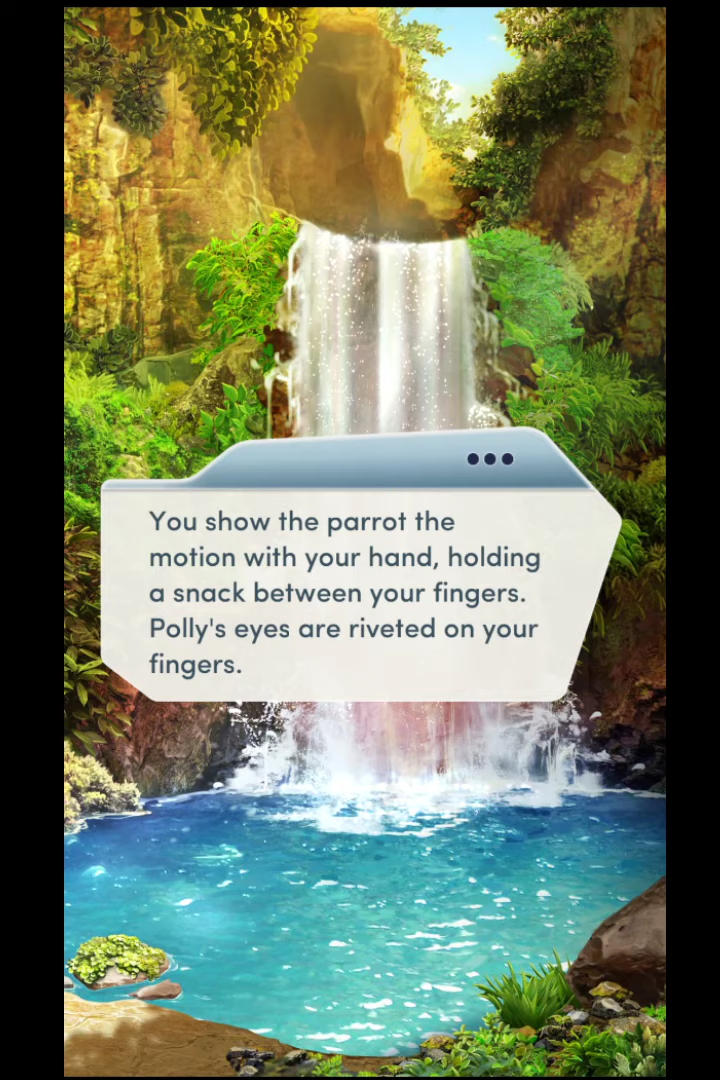 You show the parrot the
motion with your hand, holding
a snack between your fingers.
Polly's eyes are riveted on your
fingers.